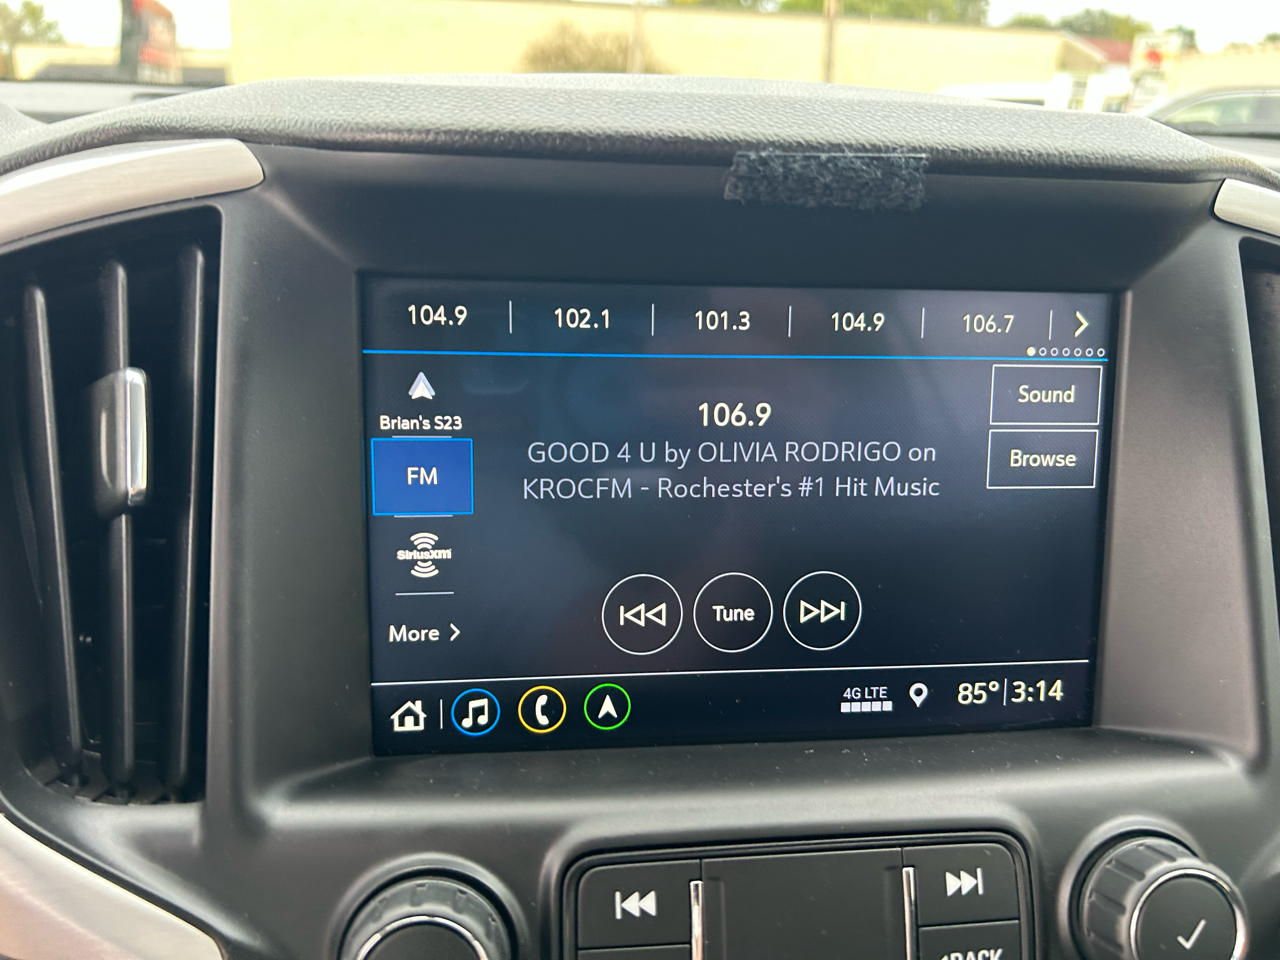 104.9 | 102.1 | 101.3 | 104.9 | 106.7
Brian's S23
FM
SiriusXM
More
106.9
GOOD 4 U by OLIVIA RODRIGO on
KROCFM - Rochester's #1 Hit Music
Sound
Browse
Tune
4G LTE
85° | 3:14
BACK